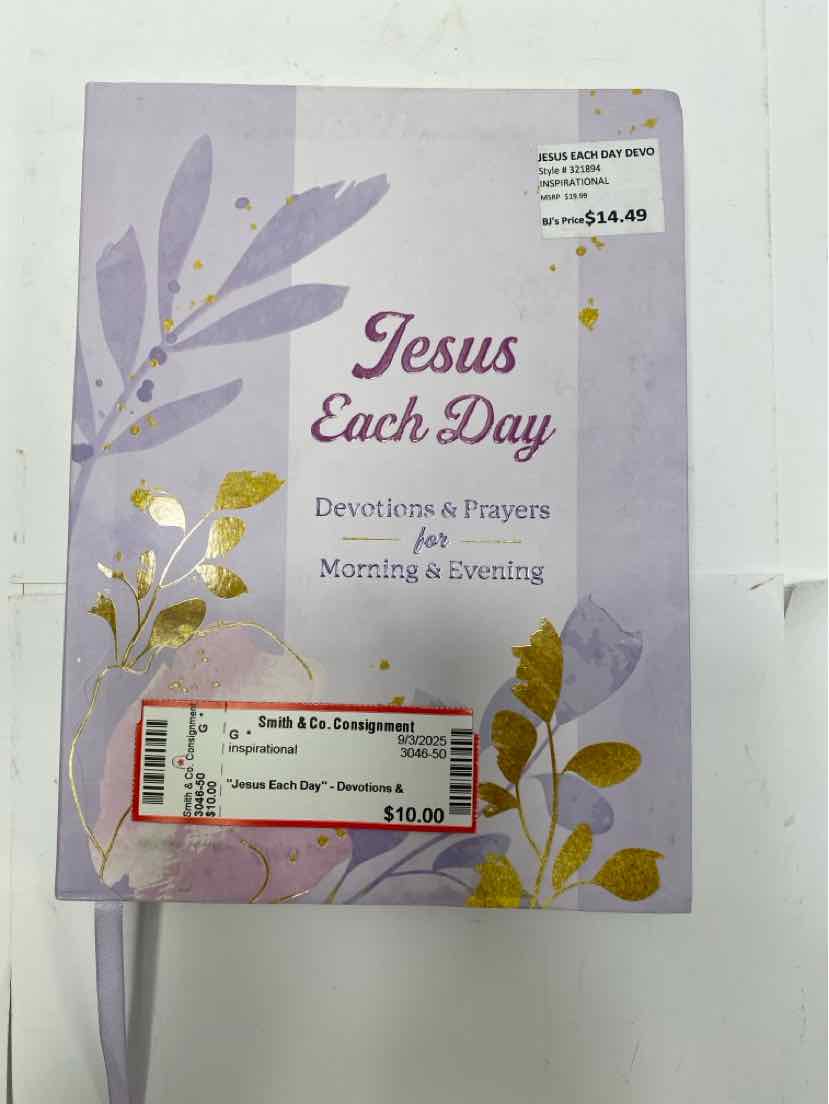 JESUS EACH DAY DEVO
Style # 321894
INSPIRATIONAL
MSRP $19.99
BJ's Price $14.49
Jesus
Each Day
Devotions & Prayers
for
Morning & Evening
Smith & Co. Consignment
G *
9/3/2025
inspirational
3046-50
"Jesus Each Day" - Devotions &
$10.00
Smith & Co. Consignment
G *
3046-50
$10.00